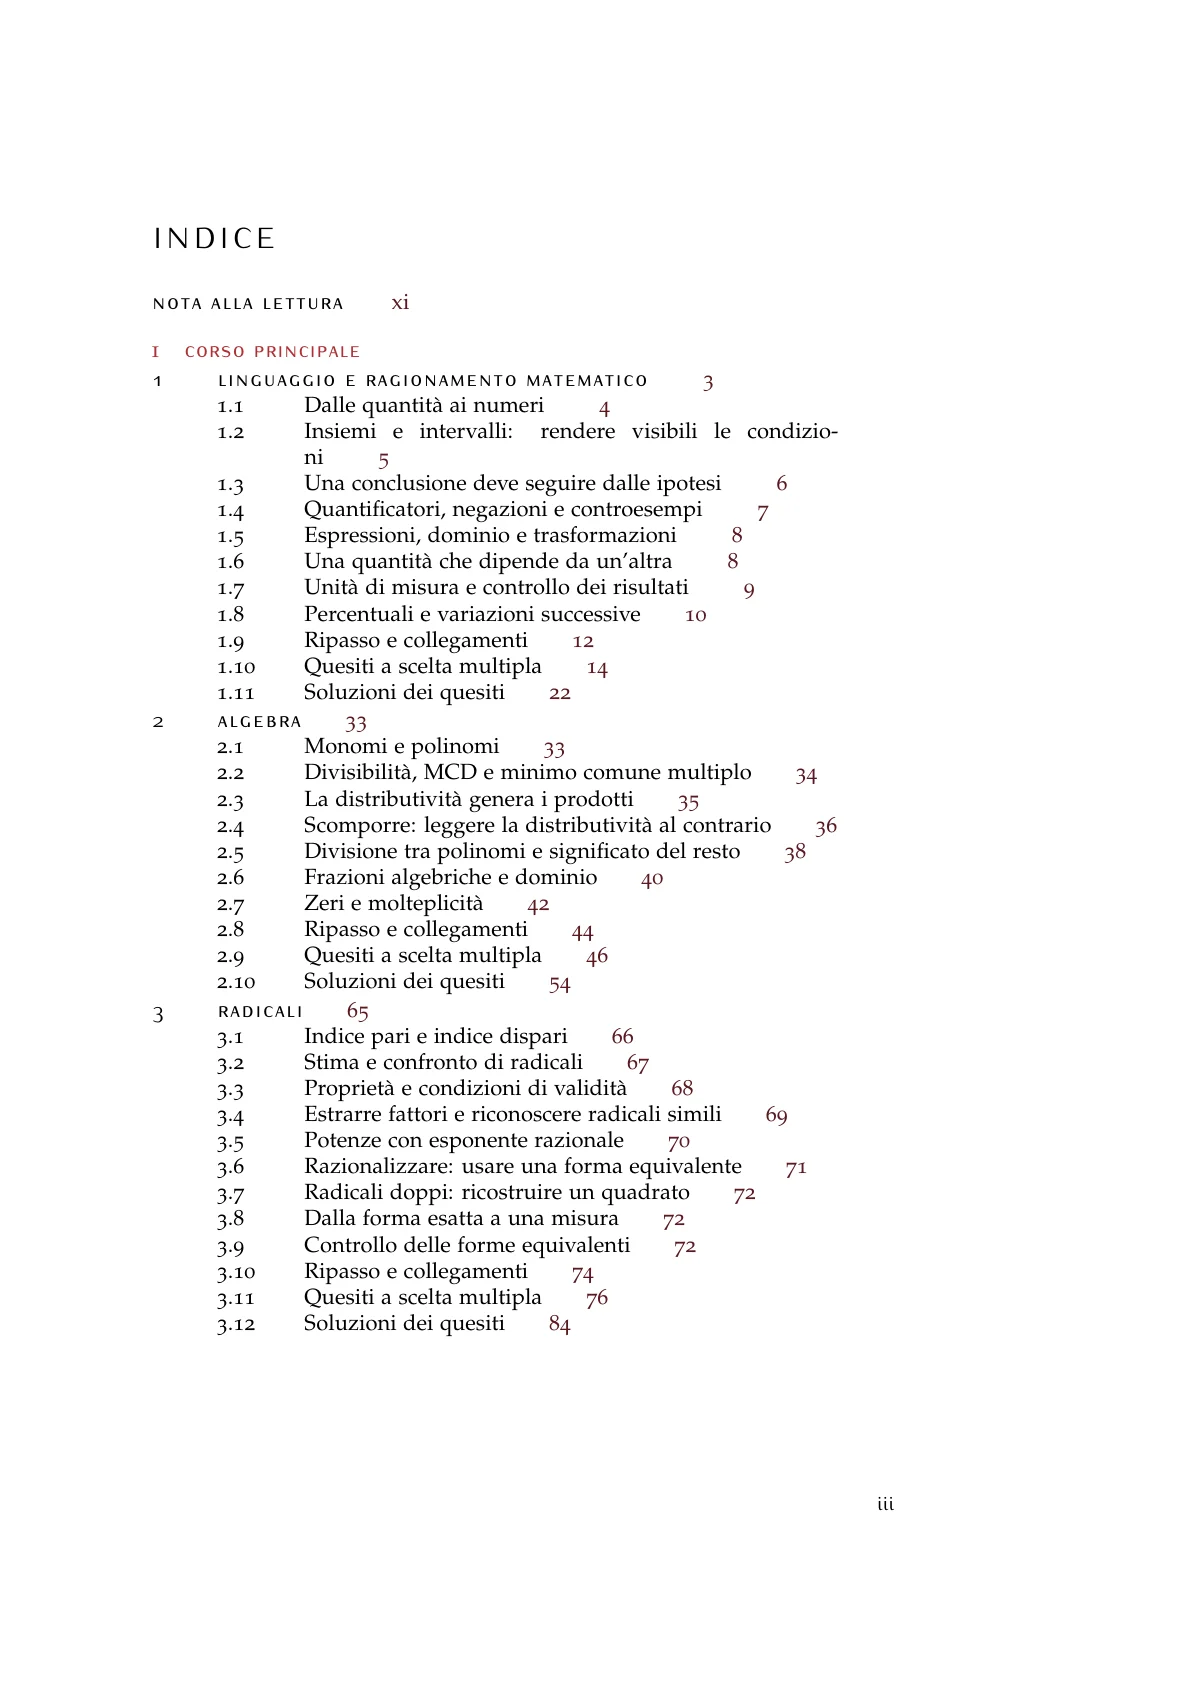 INDICE
NOTA ALLA LETTURA xi
I CORSO PRINCIPALE
1 LINGUAGGIO E RAGIONAMENTO MATEMATICO 3
1.1 Dalle quantità ai numeri 4
1.2 Insiemi e intervalli: rendere visibili le condizio-
ni 5
1.3 Una conclusione deve seguire dalle ipotesi 6
1.4 Quantificatori, negazioni e controesempi 7
1.5 Espressioni, dominio e trasformazioni 8
1.6 Una quantità che dipende da un'altra 8
1.7 Unità di misura e controllo dei risultati 9
1.8 Percentuali e variazioni successive 10
1.9 Ripasso e collegamenti 12
1.10 Quesiti a scelta multipla 14
1.11 Soluzioni dei quesiti 22
2 ALGEBRA 33
2.1 Monomi e polinomi 33
2.2 Divisibilità, MCD e minimo comune multiplo 34
2.3 La distributività genera i prodotti 35
2.4 Scomporre: leggere la distributività al contrario 36
2.5 Divisione tra polinomi e significato del resto 38
2.6 Frazioni algebriche e dominio 40
2.7 Zeri e molteplicità 42
2.8 Ripasso e collegamenti 44
2.9 Quesiti a scelta multipla 46
2.10 Soluzioni dei quesiti 54
3 RADICALI 65
3.1 Indice pari e indice dispari 66
3.2 Stima e confronto di radicali 67
3.3 Proprietà e condizioni di validità 68
3.4 Estrarre fattori e riconoscere radicali simili 69
3.5 Potenze con esponente razionale 70
3.6 Razionalizzare: usare una forma equivalente 71
3.7 Radicali doppi: ricostruire un quadrato 72
3.8 Dalla forma esatta a una misura 72
3.9 Controllo delle forme equivalenti 72
3.10 Ripasso e collegamenti 74
3.11 Quesiti a scelta multipla 76
3.12 Soluzioni dei quesiti 84
iii